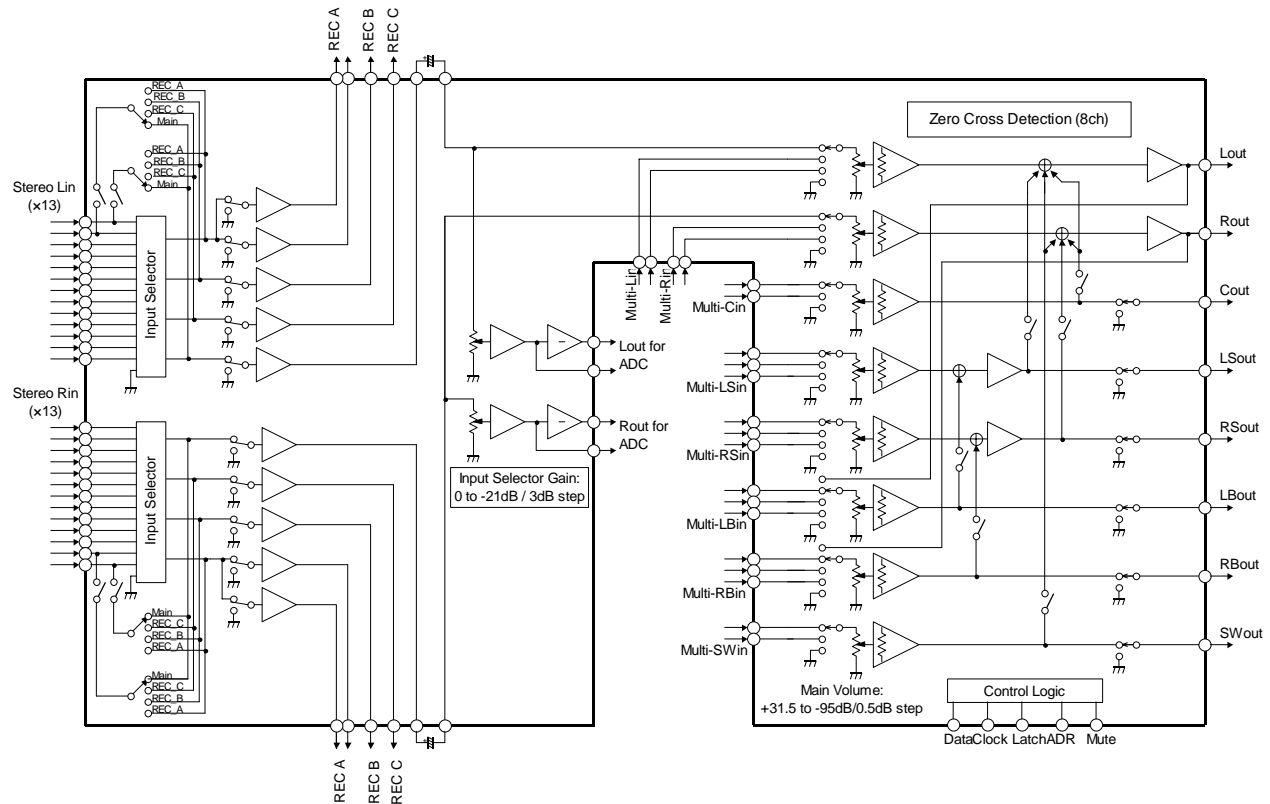 REC A
REC B
REC C
REC_A
REC_B
REC_C
Main
REC_A
REC_B
REC_C
Main
Stereo Lin
(×13)
Input Selector
Zero Cross Detection (8ch)
Lout
Rout
Cout
LSout
RSout
LBout
RBout
SWout
Multi-Lin
Multi-Rin
Multi-Cin
Multi-LSin
Multi-RSin
Multi-LBin
Multi-RBin
Multi-SWin
Lout for
ADC
Rout for
ADC
Input Selector Gain:
0 to -21dB / 3dB step
Stereo Rin
(×13)
Input Selector
Main
REC_C
REC_B
REC_A
Main
REC_C
REC_B
REC_A
Main Volume:
+31.5 to -95dB/0.5dB step
Control Logic
Data Clock Latch ADR Mute
REC A
REC B
REC C